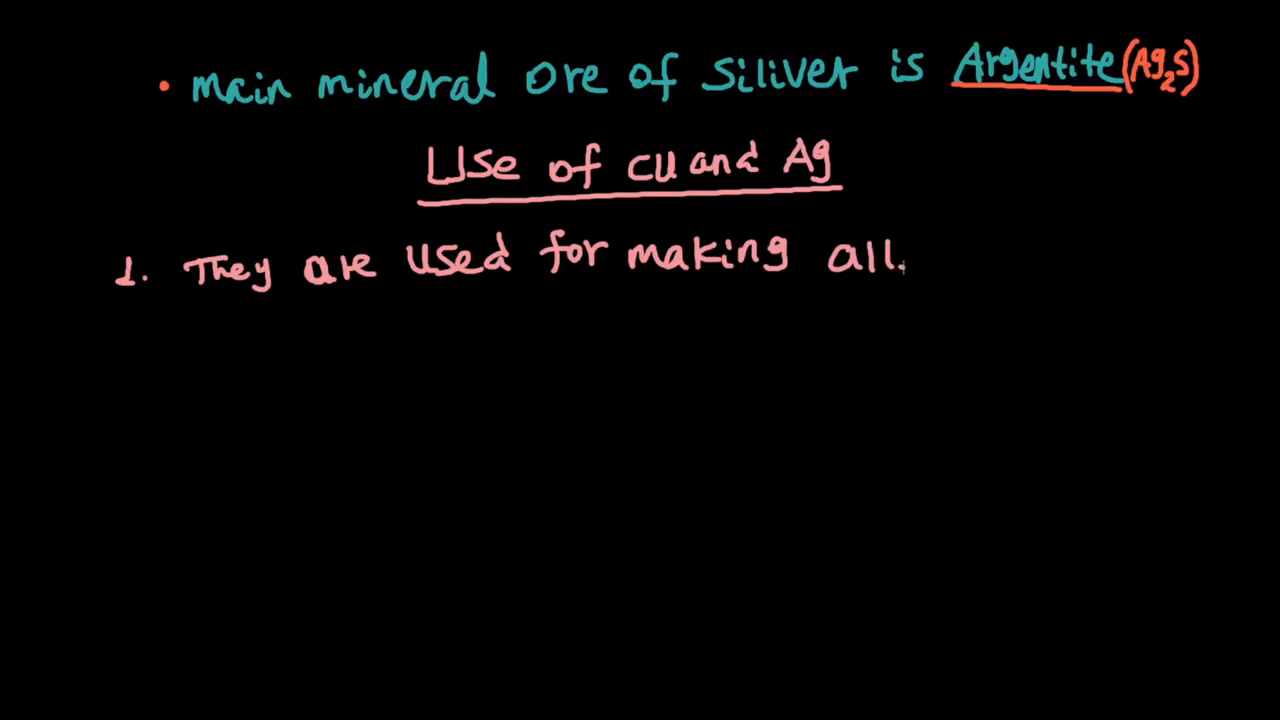 • main mineral ore of Siliver is Argentite (Ag₂S)
Use of cu and Ag
1. They are used for making all